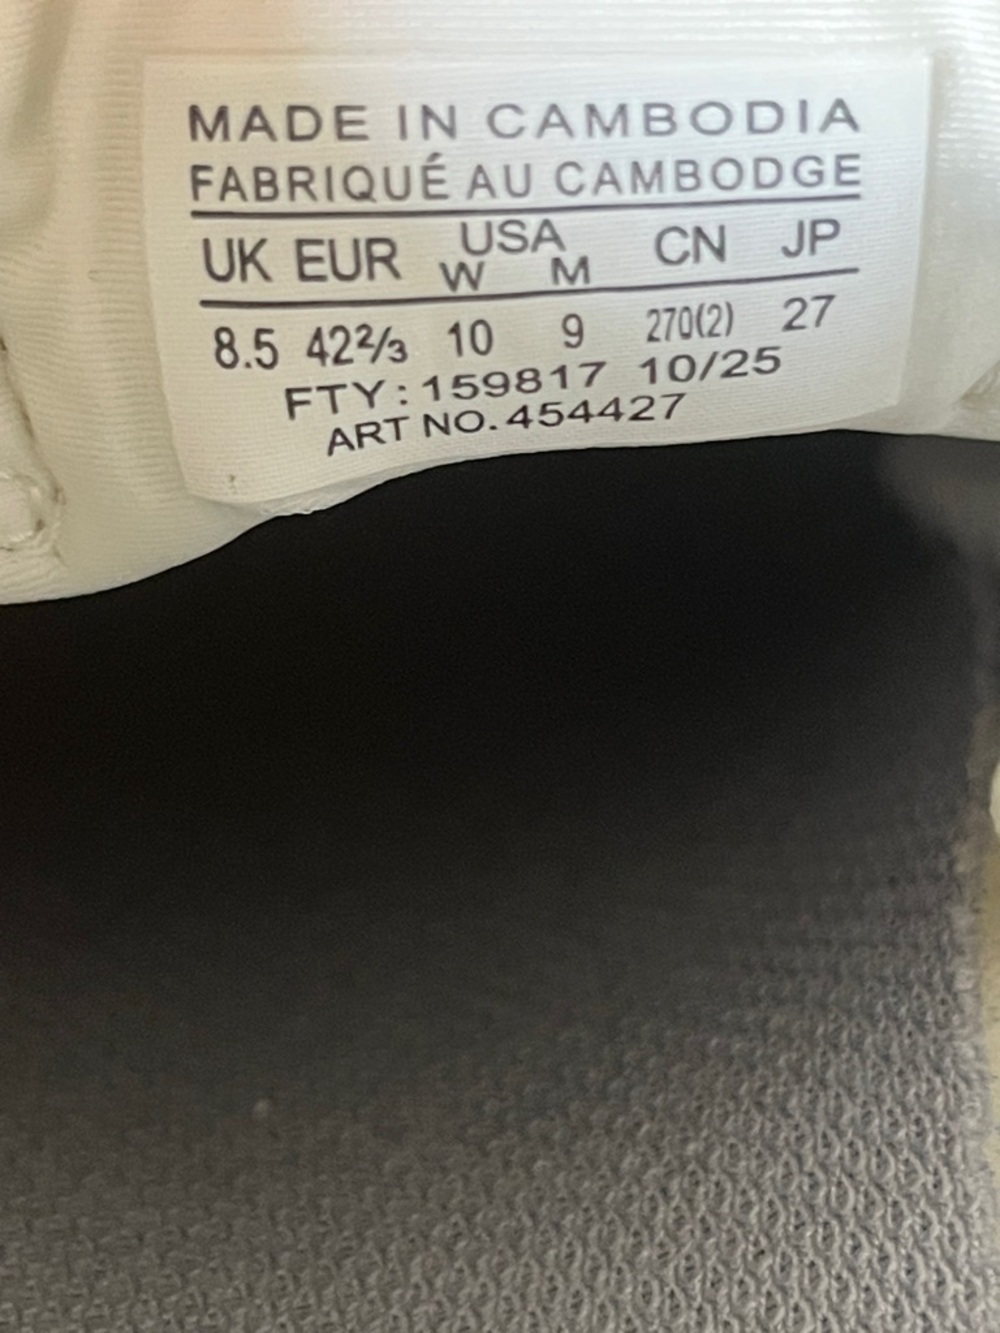 MADE IN CAMBODIA
FABRIQUÉ AU CAMBODGE
UK EUR USA W M CN JP
8.5 42⅔ 10 9 270(2) 27
FTY: 159817 10/25
ART NO. 454427